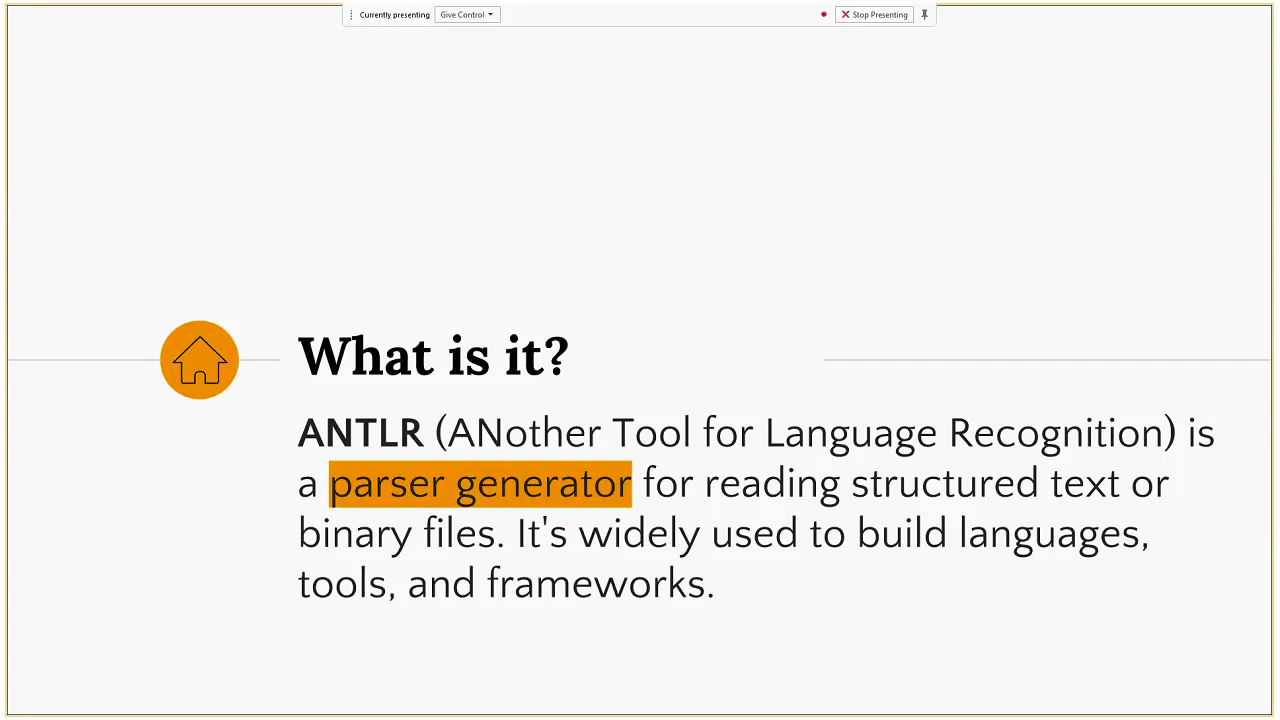 Currently presenting Give Control Stop Presenting
What is it?
ANTLR (ANother Tool for Language Recognition) is
a parser generator for reading structured text or
binary files. It's widely used to build languages,
tools, and frameworks.